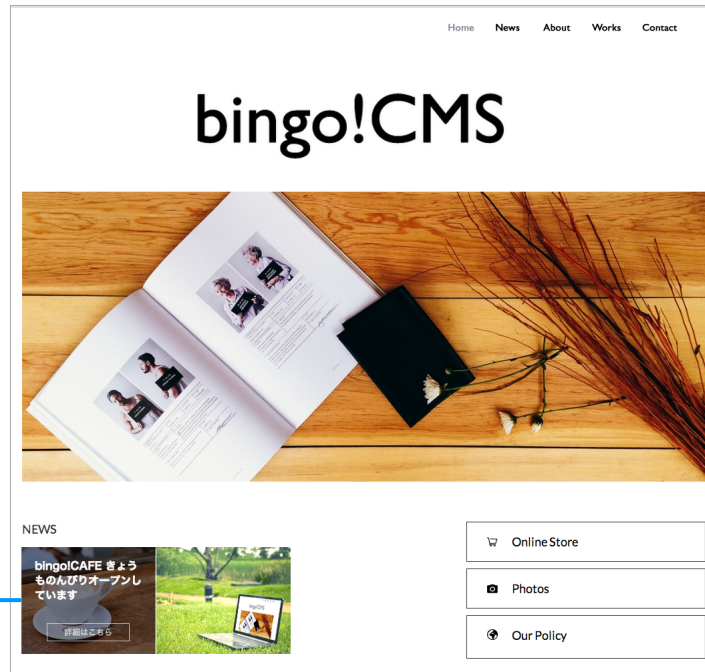 Home News About Works Contact
bingo!CMS
NEWS
bingo!CAFE きょう
ものんびりオープンし
ています
詳細はこちら
bingo!CMS
Online Store
Photos
Our Policy